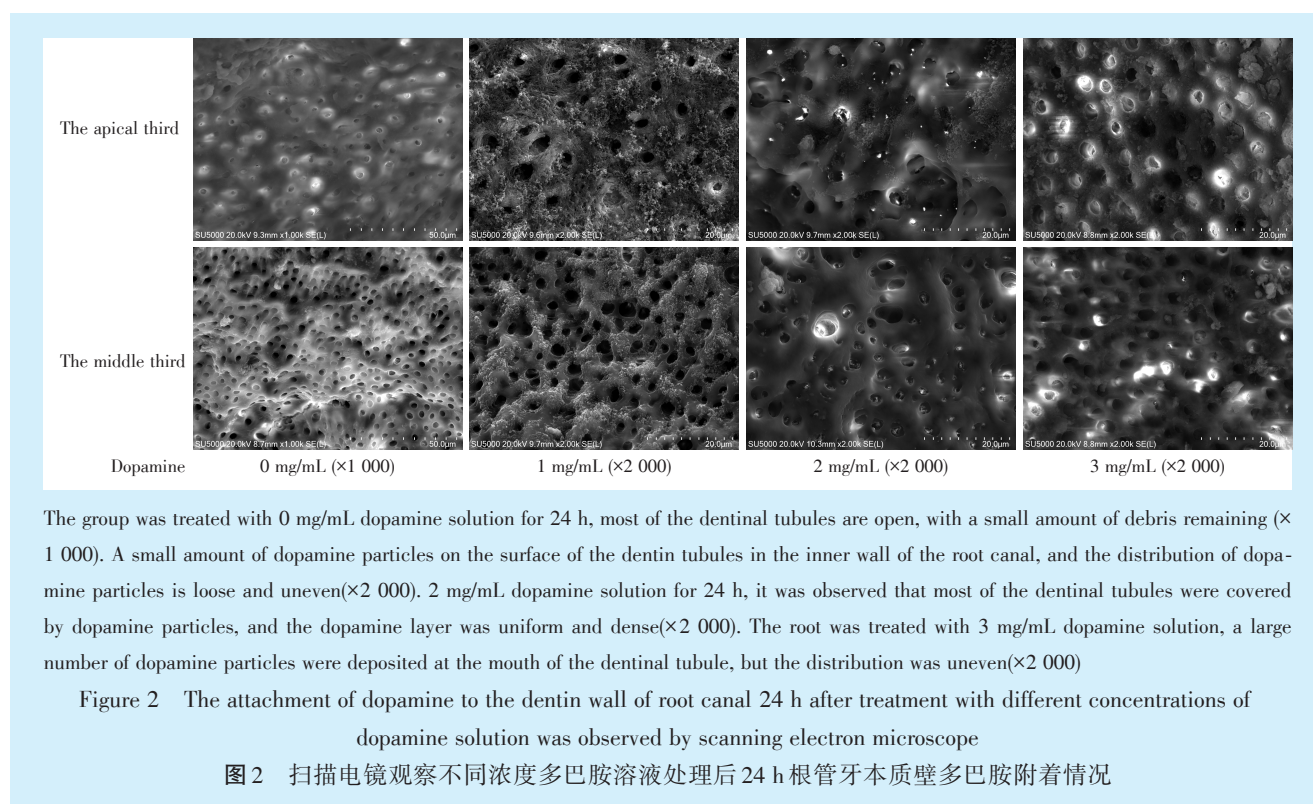 The apical third
SU5000 20.0kV 9.3mm x1.00k SE(L) 50.0μm
SU5000 20.0kV 9.6mm x2.00k SE(L) 20.0μm
SU5000 20.0kV 9.7mm x2.00k SE(L) 20.0μm
SU5000 20.0kV 8.8mm x2.00k SE(L) 20.0μm
The middle third
SU5000 20.0kV 8.7mm x1.00k SE(L) 50.0μm
SU5000 20.0kV 9.7mm x2.00k SE(L) 20.0μm
SU5000 20.0kV 10.3mm x2.00k SE(L) 20.0μm
SU5000 20.0kV 8.8mm x2.00k SE(L) 20.0μm
Dopamine 0 mg/mL (×1 000) 1 mg/mL (×2 000) 2 mg/mL (×2 000) 3 mg/mL (×2 000)
The group was treated with 0 mg/mL dopamine solution for 24 h, most of the dentinal tubules are open, with a small amount of debris remaining (×
1 000). A small amount of dopamine particles on the surface of the dentin tubules in the inner wall of the root canal, and the distribution of dopa-
mine particles is loose and uneven(×2 000). 2 mg/mL dopamine solution for 24 h, it was observed that most of the dentinal tubules were covered
by dopamine particles, and the dopamine layer was uniform and dense(×2 000). The root was treated with 3 mg/mL dopamine solution, a large
number of dopamine particles were deposited at the mouth of the dentinal tubule, but the distribution was uneven(×2 000)
Figure 2 The attachment of dopamine to the dentin wall of root canal 24 h after treatment with different concentrations of
dopamine solution was observed by scanning electron microscope
图2 扫描电镜观察不同浓度多巴胺溶液处理后24 h根管牙本质壁多巴胺附着情况